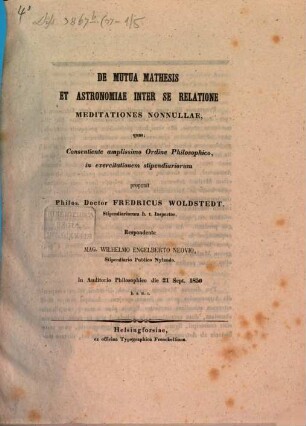 DE MUTUA MATHESIS
ET ASTRONOMIAE INTER SE RELATIONE
MEDITATIONES NONNULLAE,
quas,
Consentiente amplissimo Ordine Philosophico,
in exercitationem stipendiariorum
proponit
Philos. Doctor FREDRICUS WOLDSTEDT,
Stipendiariorum h. t. Inspector.
Respondente
MAG. WILHELMO ENGELBERTO NERVIO,
Stipendiario Publico Nylando.
In Auditorio Philosophico die 21 Sept. 1850
h. a. m. s.
Helsingforsiae,
ex officina Typographica Frenckelliana.